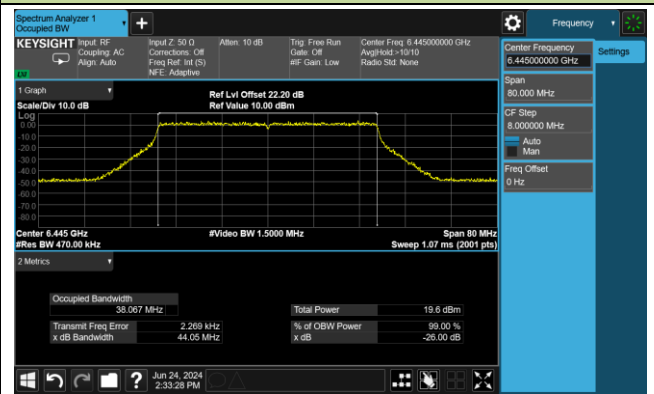 Spectrum Analyzer 1
Occupied BW
+
Frequency
KEYSIGHT
Input: RF
Coupling: AC
Align: Auto
Input Z: 50 Ω
Corrections: Off
Freq Ref: Int (S)
NFE: Adaptive
Atten: 10 dB
Trig: Free Run
Gate: Off
#IF Gain: Low
Center Freq: 6.445000000 GHz
Avg|Hold:>10/10
Radio Std: None
Center Frequency
6.445000000 GHz
Settings
Span
80.000 MHz
CF Step
8.000000 MHz
Auto
Man
Freq Offset
0 Hz
1 Graph
Scale/Div 10.0 dB
Ref Lvl Offset 22.20 dB
Ref Value 10.00 dBm
Log
0.00
-10.0
-20.0
-30.0
-40.0
-50.0
-60.0
-70.0
-80.0
Center 6.445 GHz
#Video BW 1.5000 MHz
Span 80 MHz
#Res BW 470.00 kHz
Sweep 1.07 ms (2001 pts)
2 Metrics
Occupied Bandwidth
38.067 MHz
Total Power 19.6 dBm
Transmit Freq Error 2.269 kHz
% of OBW Power 99.00 %
x dB Bandwidth 44.05 MHz
x dB -26.00 dB
?
Jun 24, 2024
2:33:28 PM